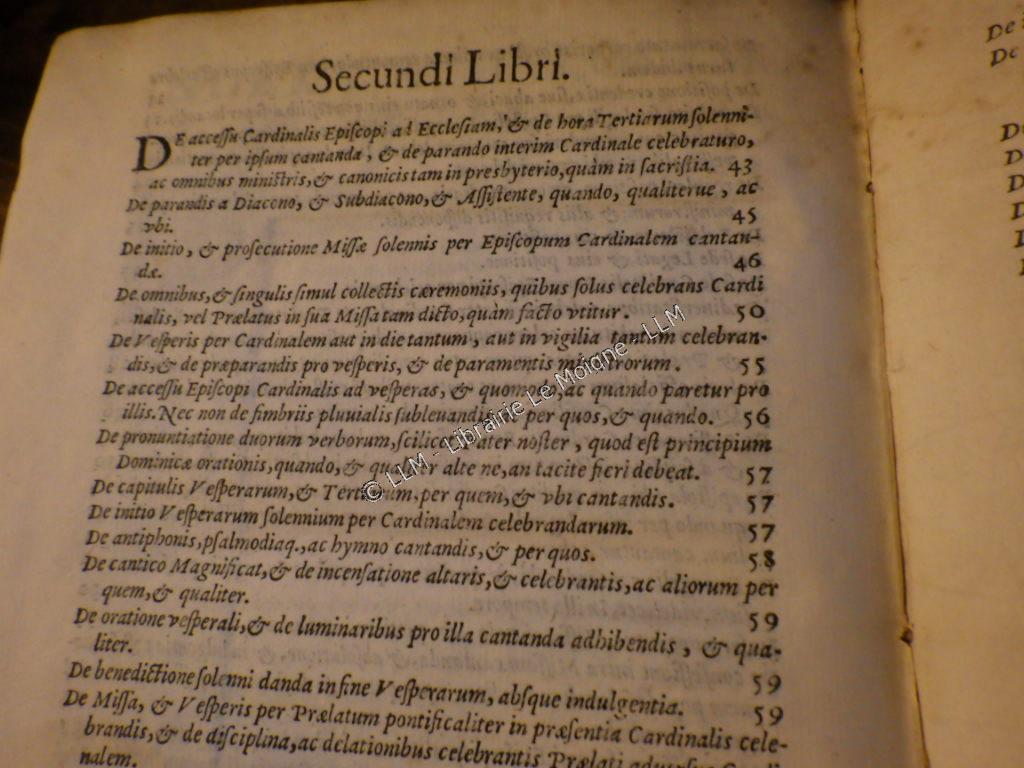 Secundi Libri.
DE accessu Cardinalis Episcopi ad Ecclesiam, & de hora Tertiarum solenni-
ter per ipsum cantanda, & de parando interim Cardinale celebraturo,
ac omnibus ministris, & canonicis tam in presbyterio, quàm in sacristia. 43
De parandis a Diacono, & Subdiacono, & Assistente, quando, qualiterue, ac
vbi. 45
De initio, & prosecutione Missæ solennis per Episcopum Cardinalem cantan-
dæ. 46
De omnibus, & singulis simul collectis cæremoniis, quibus solus celebrans Cardi
nalis, vel Prælatus in sua Missa tam dicto, quàm facto vtitur. 50
De Vesperis per Cardinalem aut in die tantum, aut in vigilia tantum celebran-
dis, & de præparandis pro vesperis, & de paramentis ministrorum. 55
De accessu Episcopi Cardinalis ad vesperas, & quomodo, ac quando paretur pro
illis. Nec non de fimbriis pluuialis subleuandis, & per quos, & quando. 56
De pronuntiatione duorum verborum, scilicet Pater noster, quod est principium
Dominicæ orationis, quando, & qualiter alte ne, an tacite fieri debeat. 57
De capitulis Vesperarum, & Tertiarum, per quem, & vbi cantandis. 57
De initio Vesperarum solennium per Cardinalem celebrandarum. 57
De antiphonis, psalmodiaq., ac hymno cantandis, & per quos. 58
De cantico Magnificat, & de incensatione altaris, & celebrantis, ac aliorum per
quem, & qualiter. 59
De oratione vesperali, & de luminaribus pro illa cantanda adhibendis, & qua-
liter. 59
De benedictione solenni danda in fine Vesperarum, absque indulgentia. 59
De Missa, & Vesperis per Prælatum pontificaliter in præsentia Cardinalis cele-
brandis, & de disciplina, ac delationibus celebrantis Prælati aduersus Cardi
nalem.
© LLM - Librairie Le Moigne - LLM
De
De
D
D
D
D